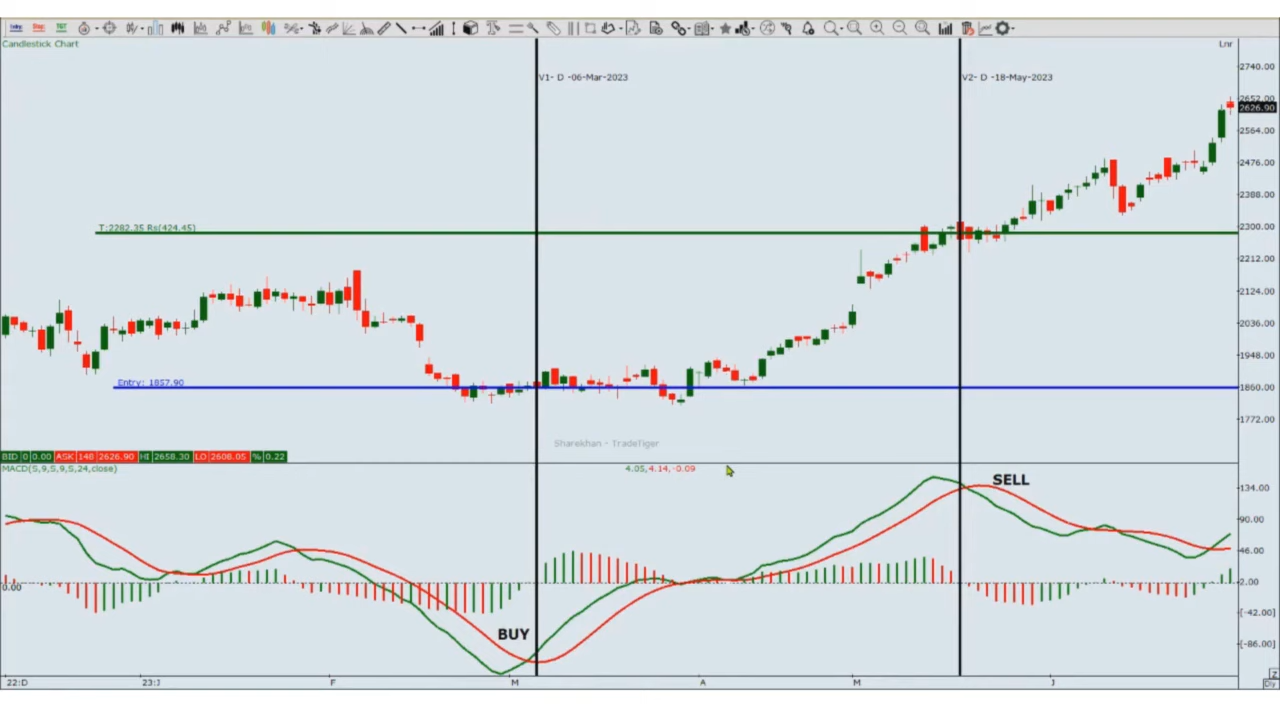 Candlestick Chart
Lnr
V1- D -06-Mar-2023
V2- D -18-May-2023
2740.00
2652.00
2626.90
2564.00
2476.00
2388.00
2300.00
2212.00
2124.00
2036.00
1948.00
1860.00
1772.00
T:2282.35 Rs(424.45)
Entry: 1857.90
Sharekhan - TradeTiger
BID 0 0.00 ASK 148 2626.90 HI 2658.30 LO 2608.05 % 0.22
MACD(S,9,S,9,S,24,close)
4.05,4.14,-0.09
SELL
BUY
134.00
90.00
46.00
2.00
[-42.00]
[-86.00]
0.00
22:D 23:J F M A M J